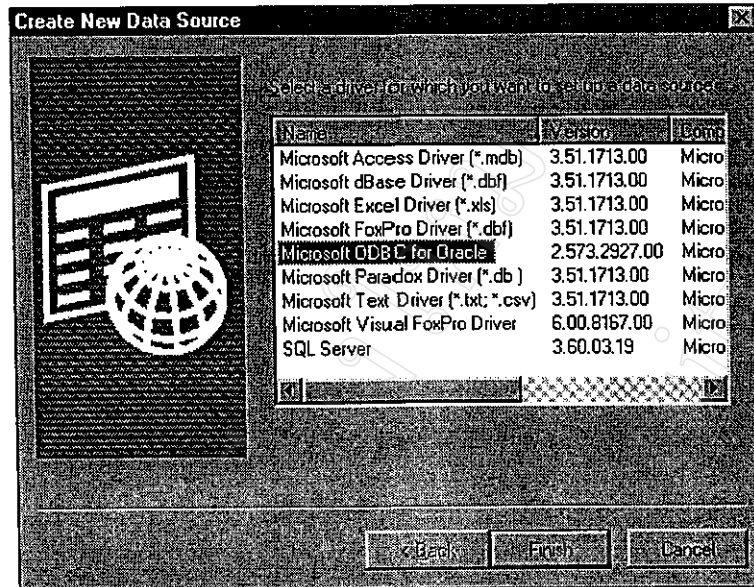 Create New Data Source
Select a driver for which you want to set up a data source.
Name Version Comp
Microsoft Access Driver (*.mdb) 3.51.1713.00 Micro
Microsoft dBase Driver (*.dbf) 3.51.1713.00 Micro
Microsoft Excel Driver (*.xls) 3.51.1713.00 Micro
Microsoft FoxPro Driver (*.dbf) 3.51.1713.00 Micro
Microsoft ODBC for Oracle 2.573.2927.00 Micro
Microsoft Paradox Driver (*.db ) 3.51.1713.00 Micro
Microsoft Text Driver (*.txt; *.csv) 3.51.1713.00 Micro
Microsoft Visual FoxPro Driver 6.00.8167.00 Micro
SQL Server 3.60.03.19 Micro
< Back Finish Cancel